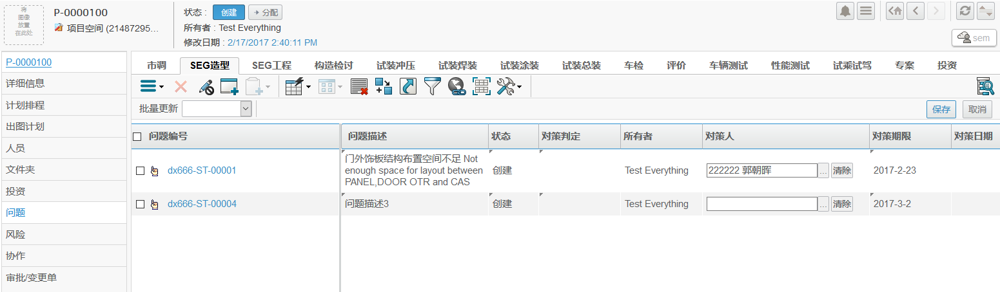 将
图像
放置
在此处
P-0000100
项目空间 (21487295...
状态 : 创建 分配
所有者 : Test Everything
修改日期 : 2/17/2017 2:40:11 PM
sem
P-0000100
详细信息
计划排程
出图计划
人员
文件夹
投资
问题
风险
协作
审批/变更单
市调 SEG造型 SEG工程 构造检讨 试装冲压 试装焊装 试装涂装 试装总装 车检 评价 车辆测试 性能测试 试乘试驾 专案 投资
批量更新 保存 取消
问题编号 问题描述 状态 对策判定 所有者 对策人 对策期限 对策日期
dx666-ST-00001 门外饰板结构布置空间不足 Not
enough space for layout between
PANEL,DOOR OTR and CAS 创建 Test Everything 222222 郭朝晖 ... 清除 2017-2-23
dx666-ST-00004 问题描述3 创建 Test Everything ... 清除 2017-3-2